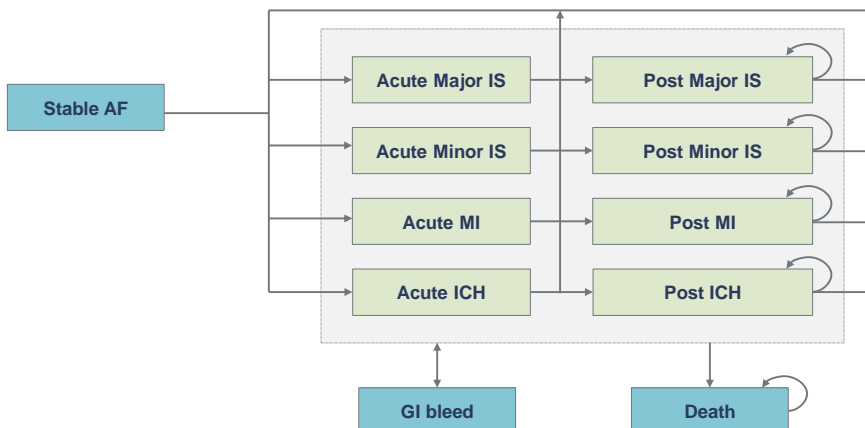 Stable AF
Acute Major IS
Post Major IS
Acute Minor IS
Post Minor IS
Acute MI
Post MI
Acute ICH
Post ICH
GI bleed
Death